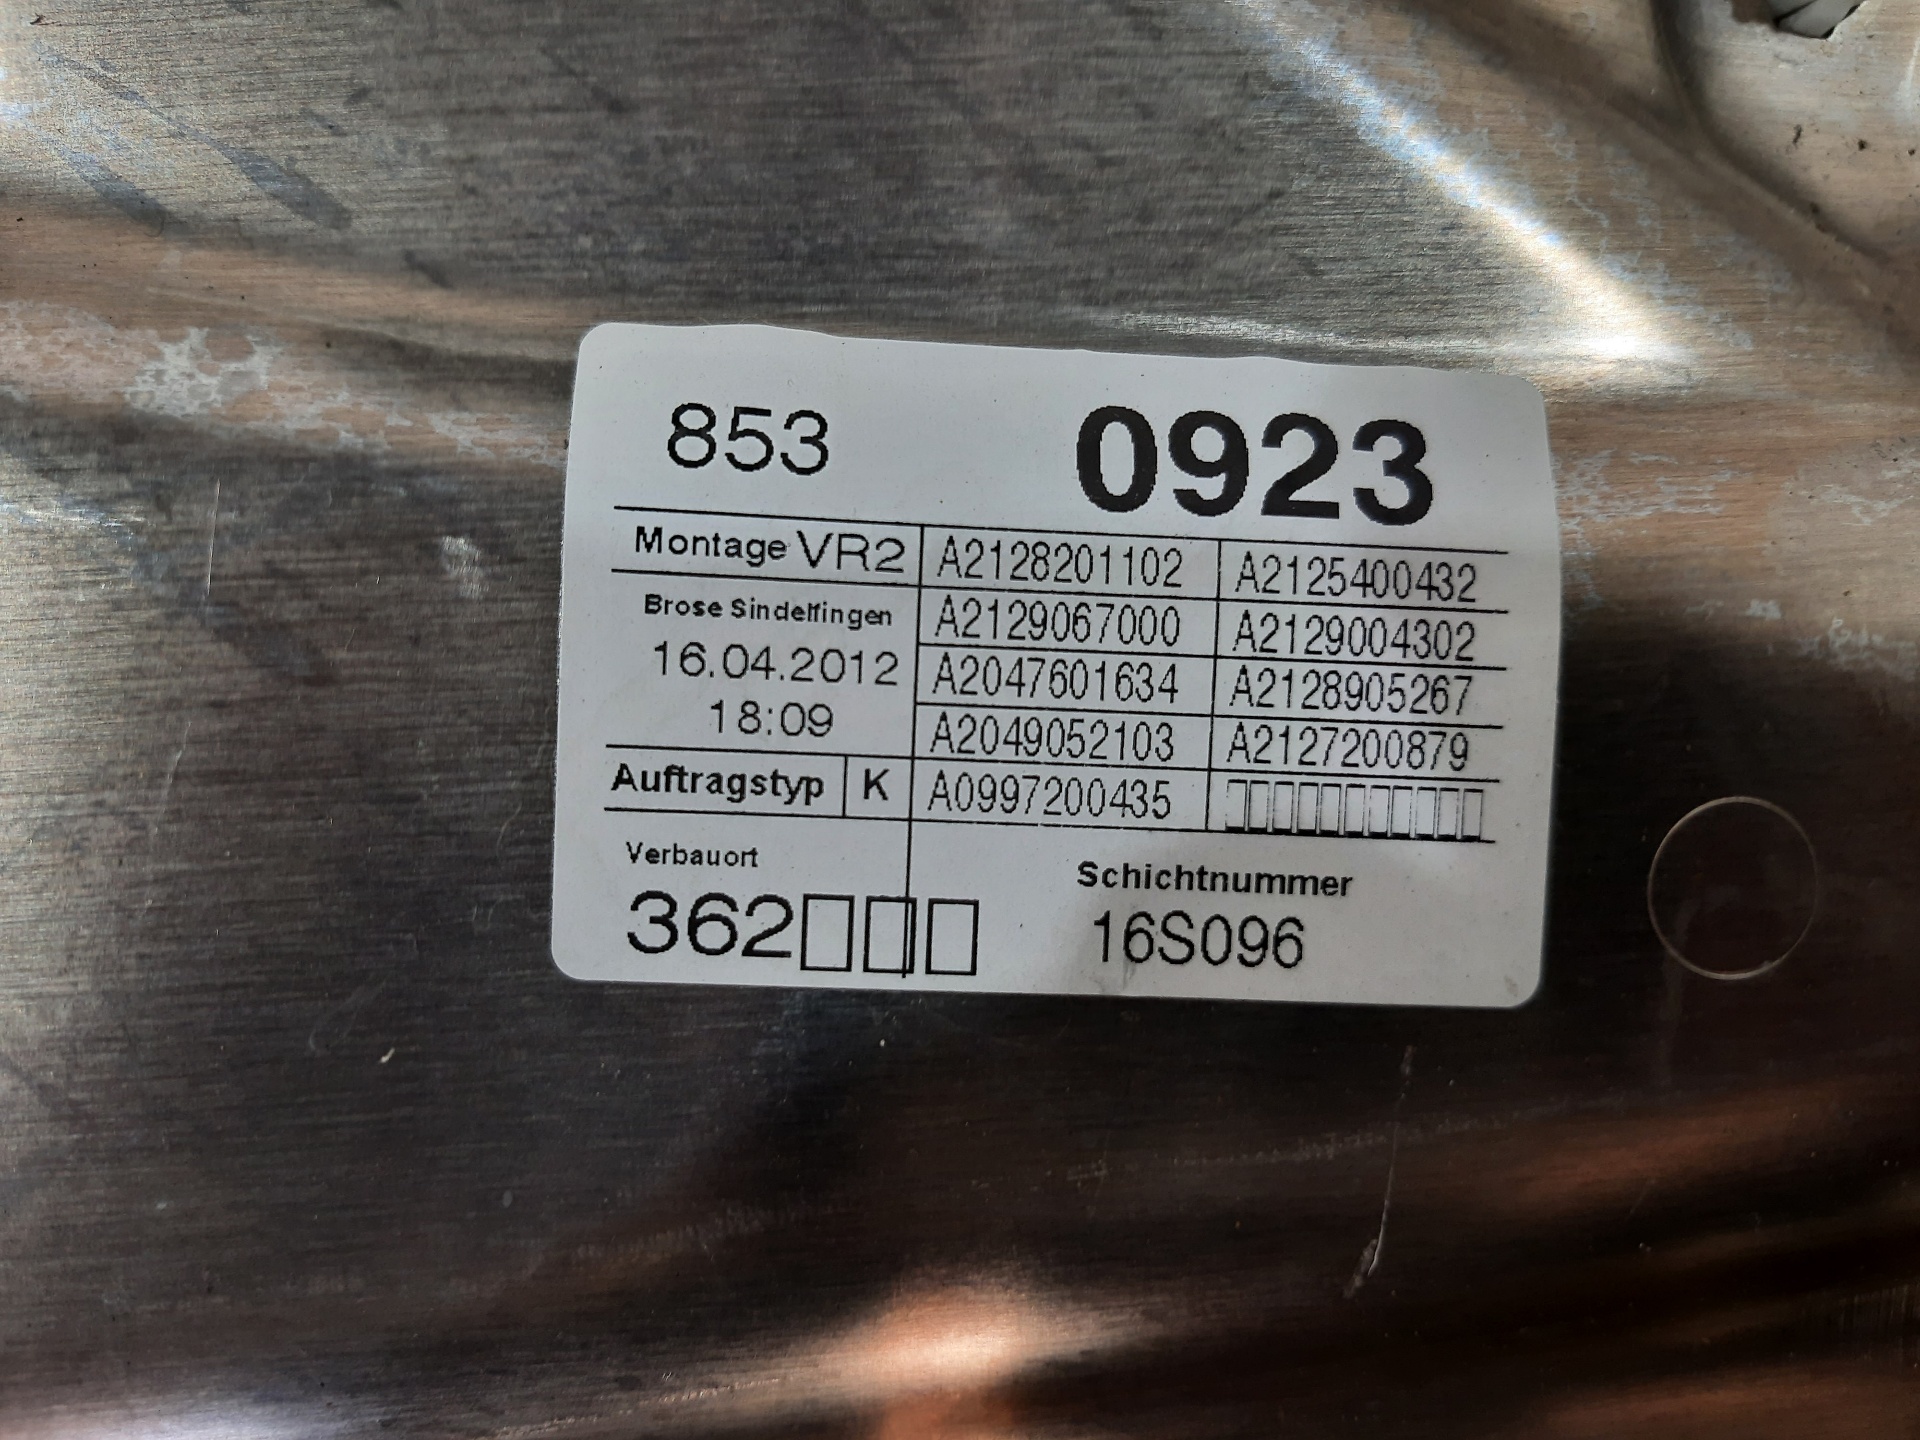 853 0923
Montage VR2 A2128201102 A2125400432
Brose Sindelfingen A2129067000 A2129004302
16.04.2012 A2047601634 A2128905267
18:09 A2049052103 A2127200879
Auftragstyp K A0997200435 ▯▯▯▯▯▯▯▯▯▯▯
Verbauort Schichtnummer
362▯▯▯ 16S096